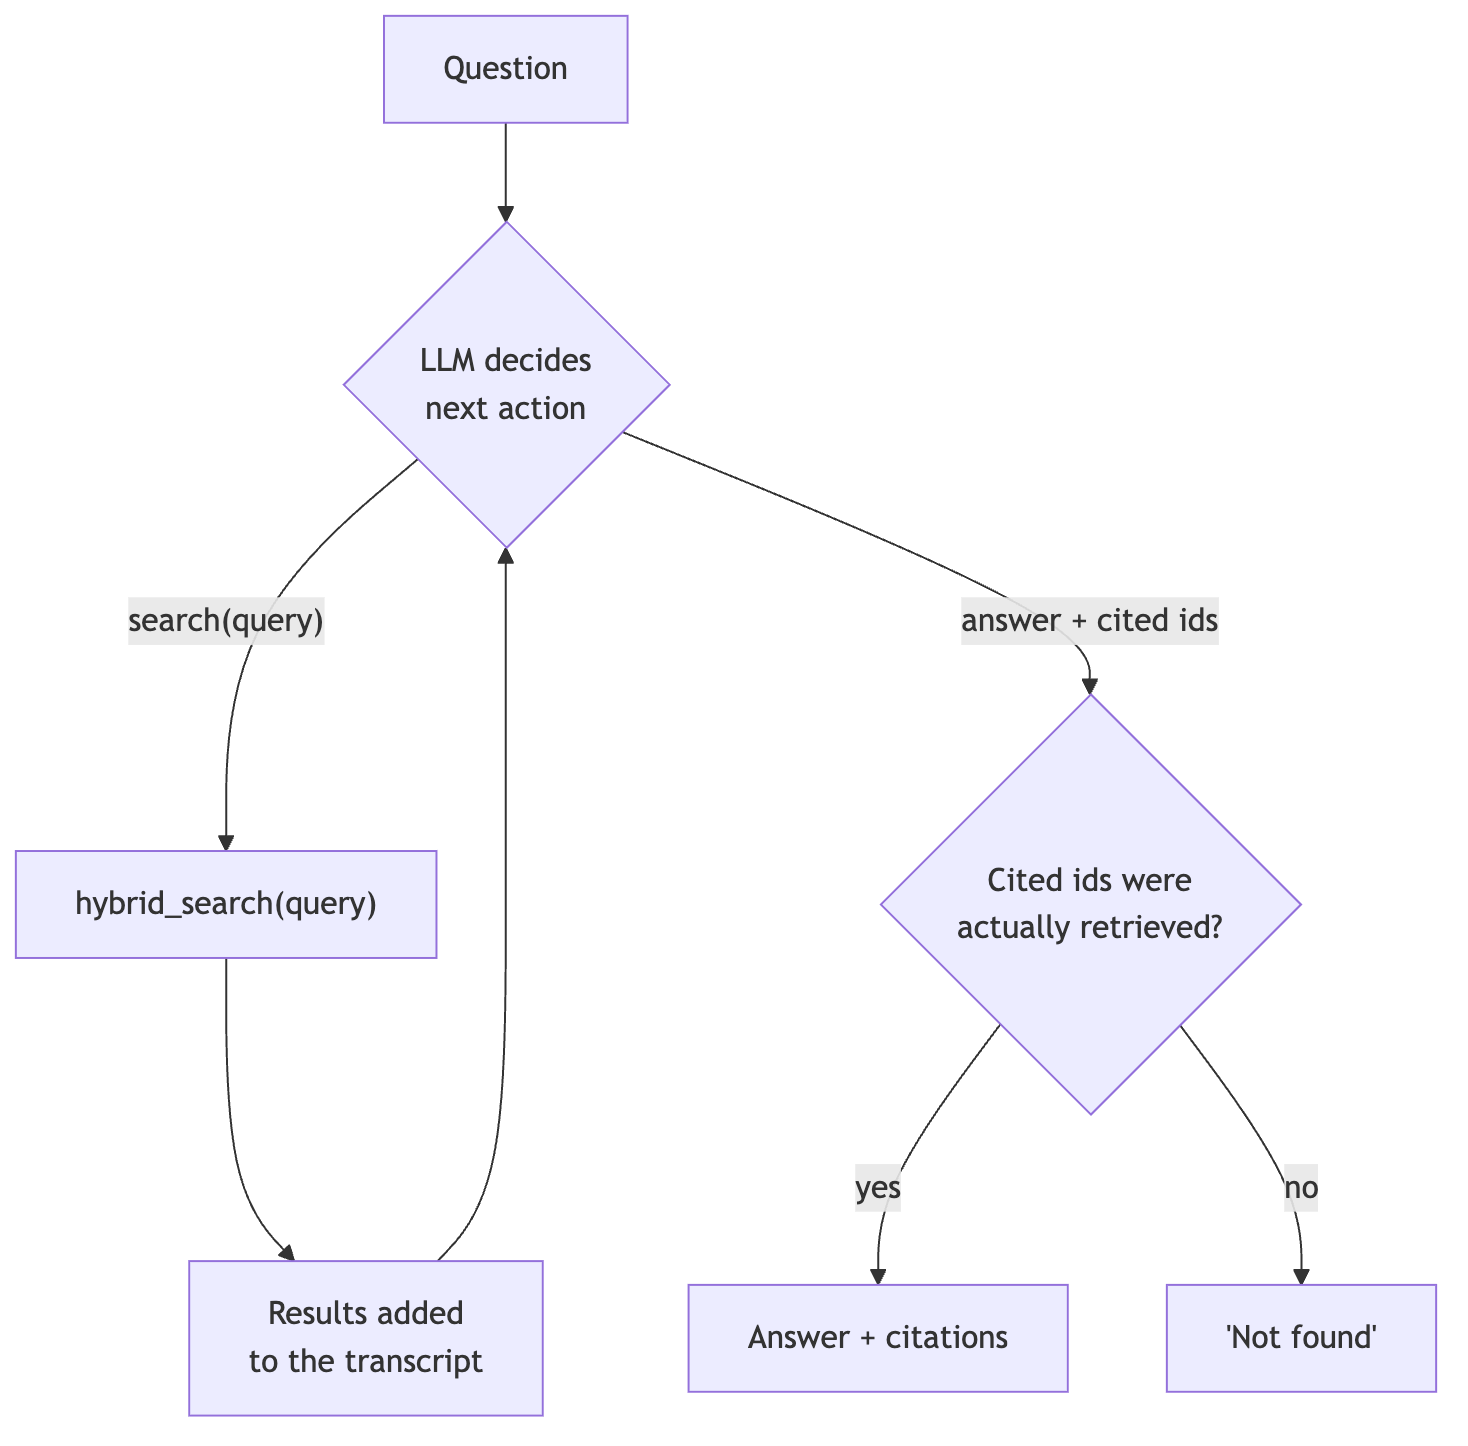 Question
LLM decides
next action
search(query)
answer + cited ids
hybrid_search(query)
Cited ids were
actually retrieved?
yes
no
Results added
to the transcript
Answer + citations
'Not found'